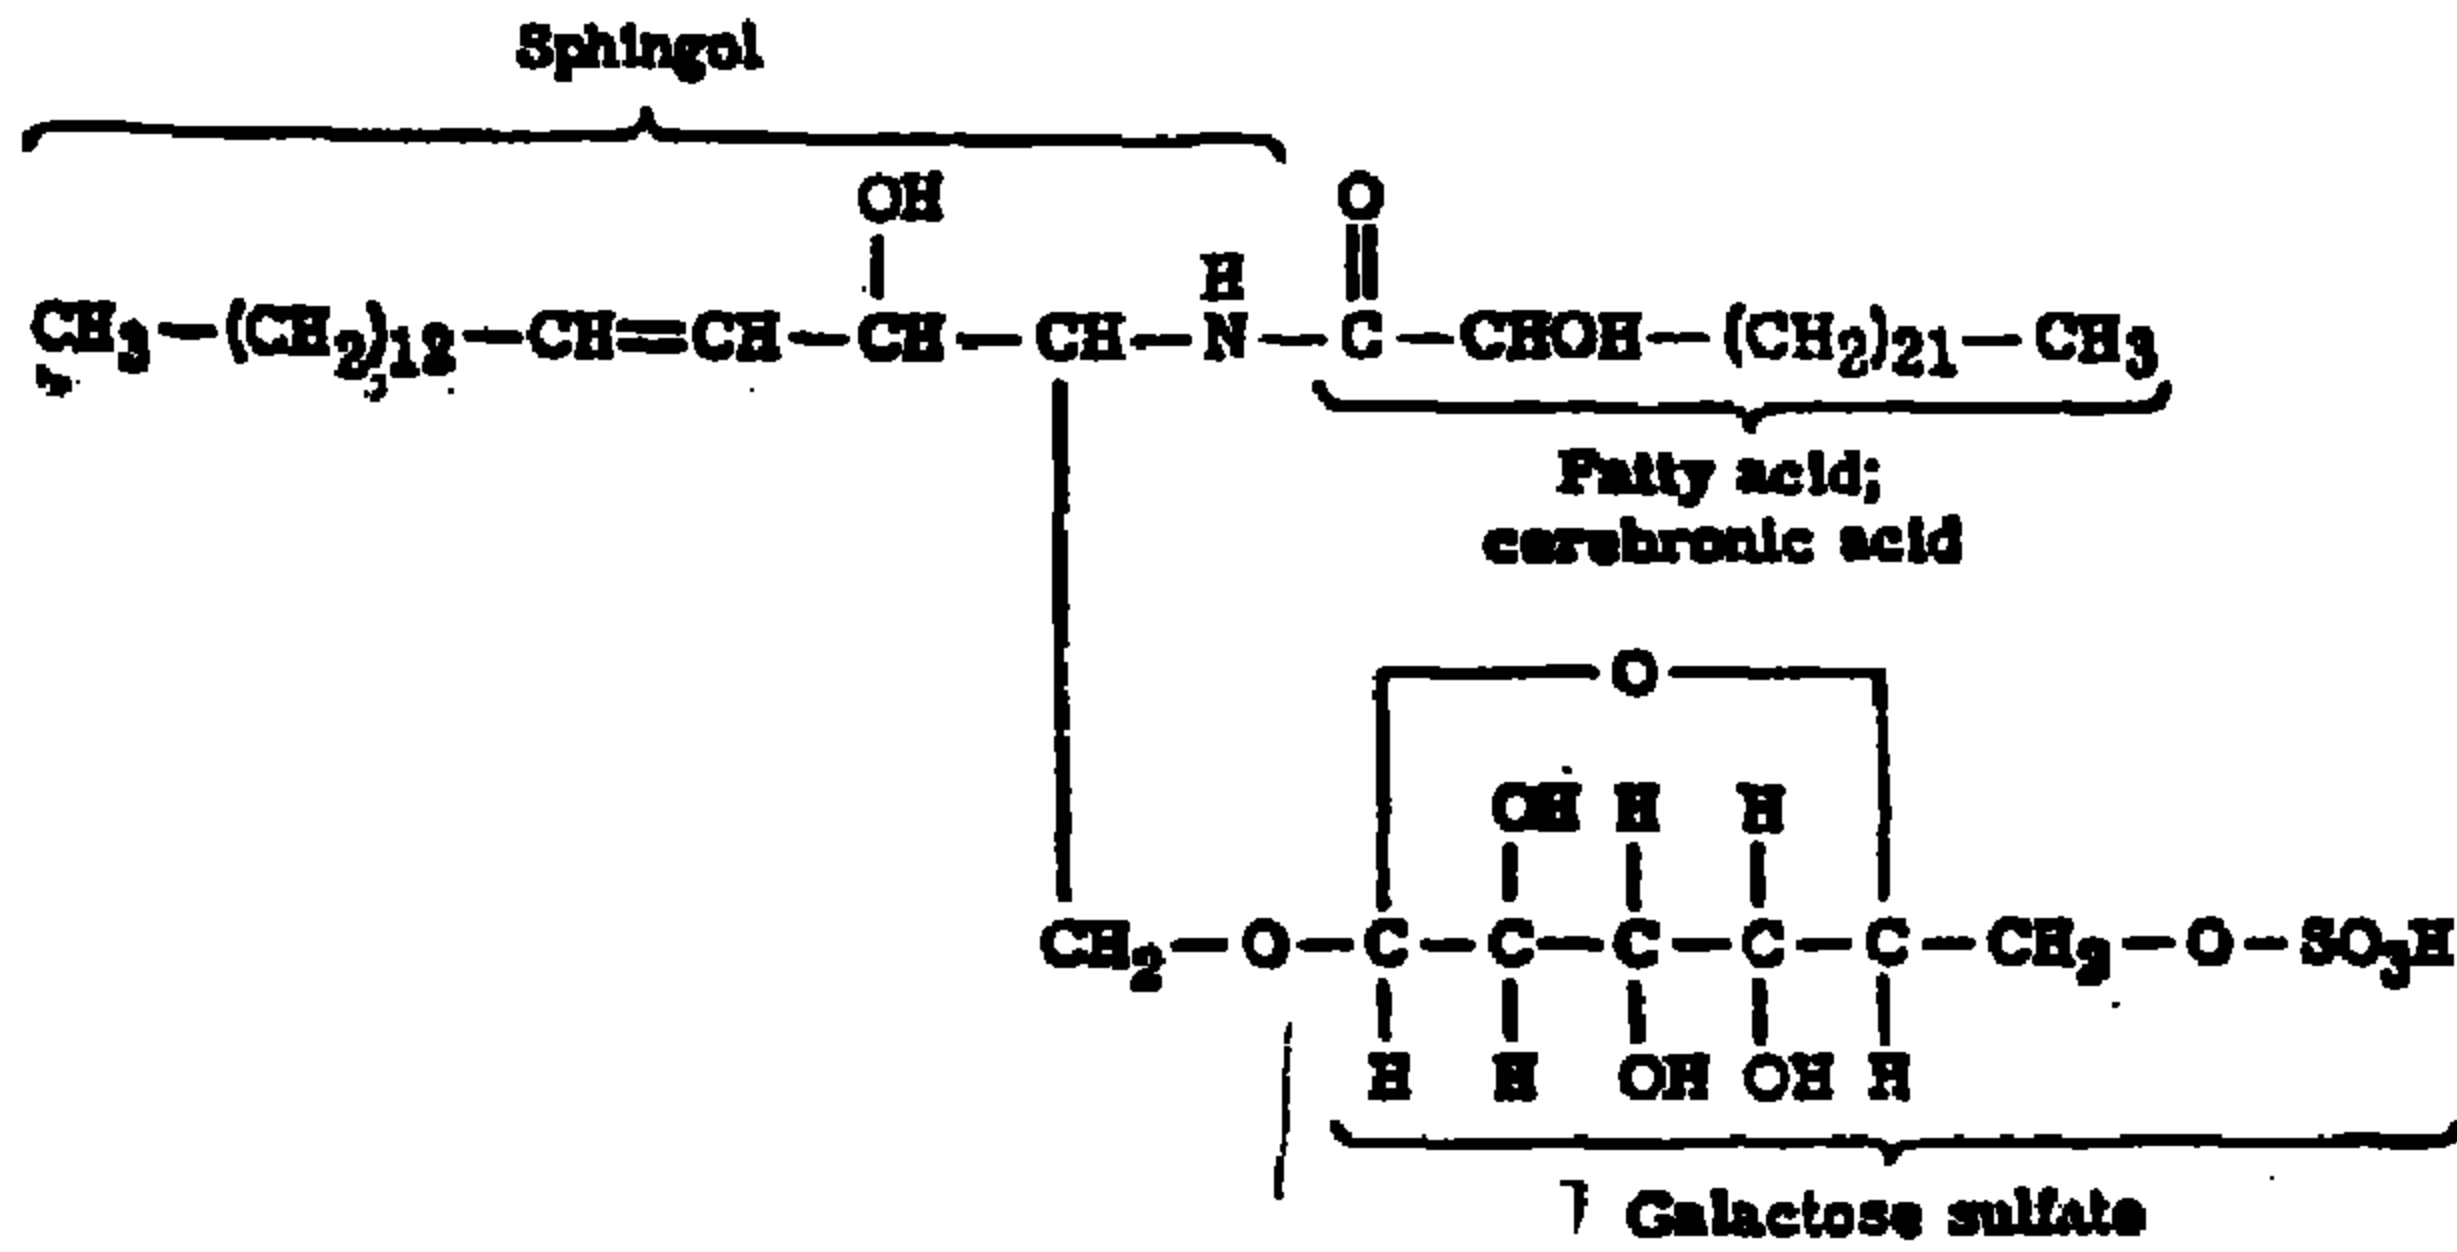 Sphingol
OH O
H
CH3—(CH2)12—CH=CH—CH—CH—N—C—CHOH—(CH2)21—CH3
Fatty acid;
cerebronic acid
O
OH H H
CH2—O—C—C—C—C—C—CH2—O—SO3H
H H OH OH H
Galactose sulfate